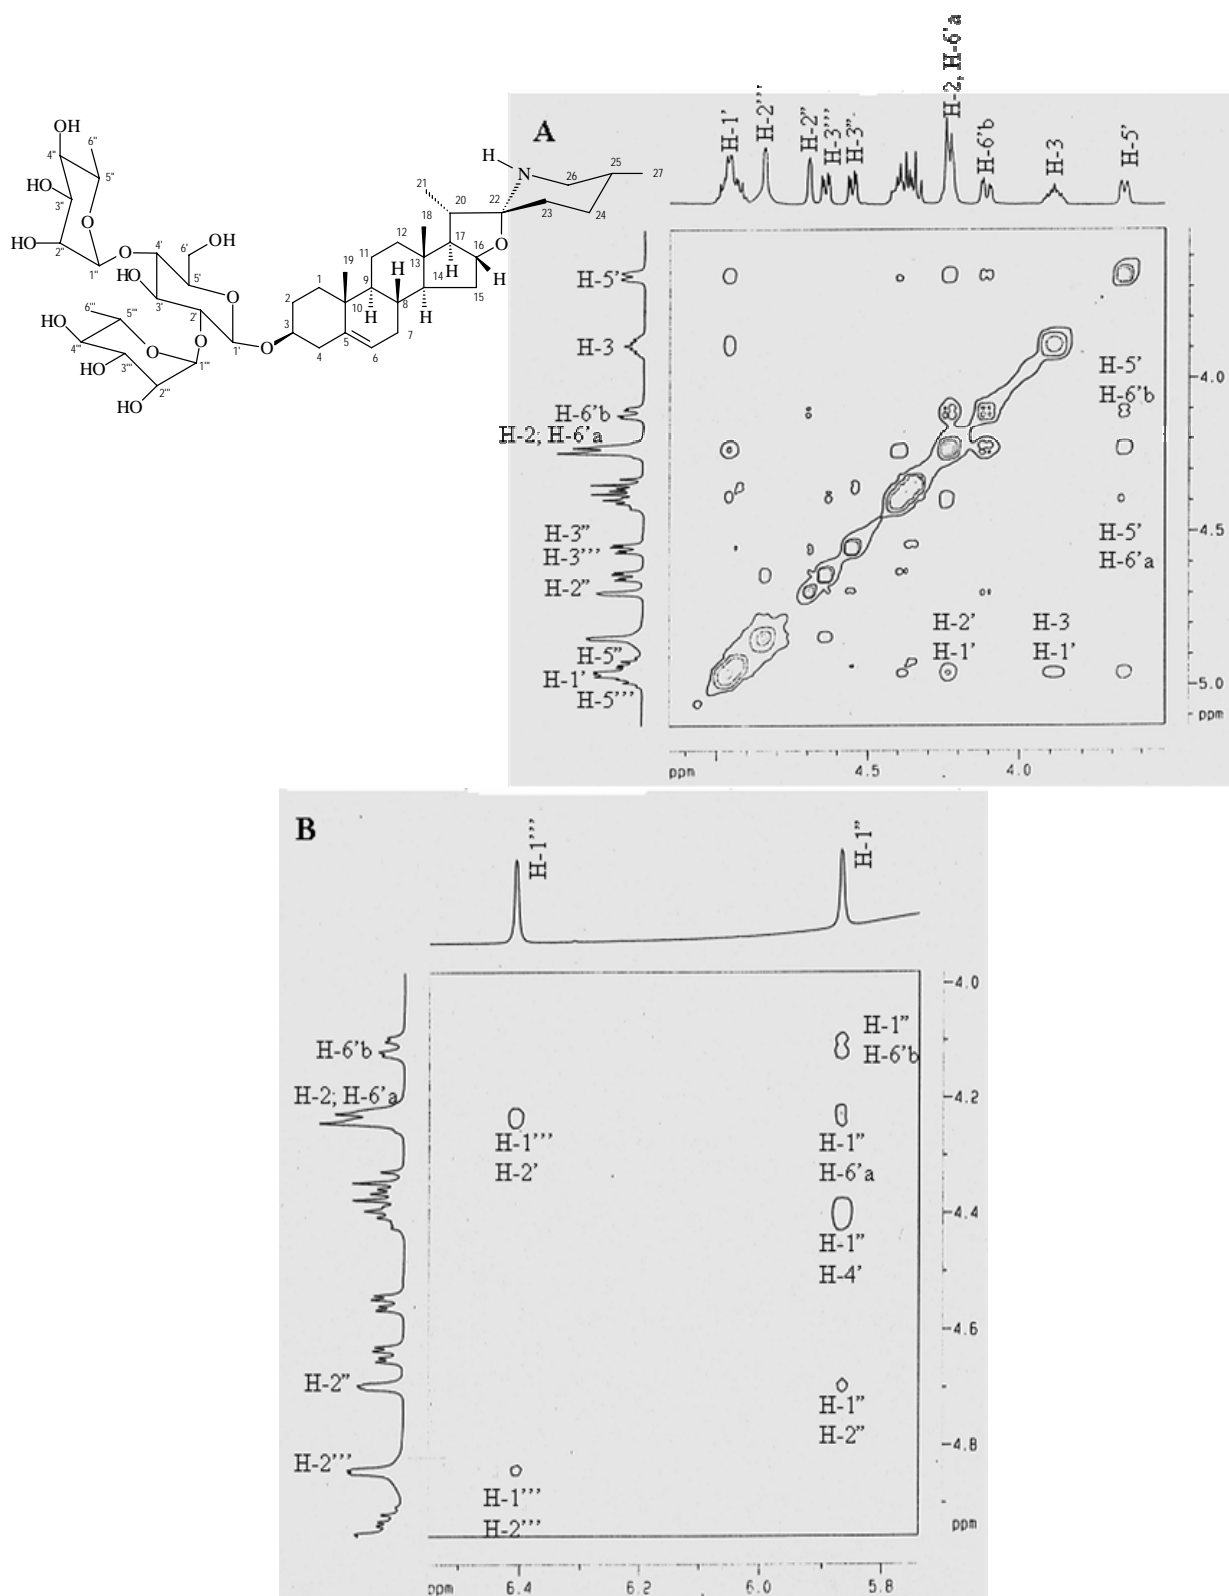 OH
6''
4''
5''
HO
3''
O
HO
2''
1''
O
4'
6'
OH
5'
HO
3'
O
2'
1'
O
O
6'''
HO
5'''
4'''
O
HO
3'''
1'''
2'''
HO
H
N
25
27
26
21
20
22
23
24
18
12
17
O
11
13
16
H
19
H
H
14
15
1
9
2
10
8
H
H
3
5
7
4
6
A
H-1'
H-2'''
H-2''
H-3'''
H-3''
H-2, H-6'a
H-6'b
H-3
H-5'
H-5'
H-3
H-6'b
H-2; H-6'a
H-3''
H-3'''
H-2''
H-5''
H-1'
H-5'''
H-5'
H-6'b
H-5'
H-6'a
H-2'
H-1'
H-3
H-1'
4.0
4.5
5.0
ppm
ppm
4.5
4.0
B
H-1'''
H-1''
H-6'b
H-2; H-6'a
H-2''
H-2'''
H-1''
H-6'b
H-1'''
H-2'
H-1''
H-6'a
H-1''
H-4'
H-1''
H-2''
H-1'''
H-2'''
4.0
4.2
4.4
4.6
4.8
ppm
ppm
6.4
6.2
6.0
5.8